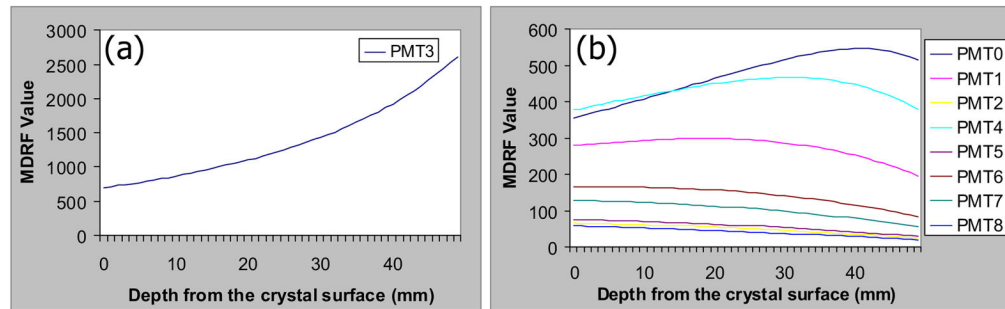 (a)
PMT3
MDRF Value
3000
2500
2000
1500
1000
500
0
0 10 20 30 40
Depth from the crystal surface (mm)
(b)
MDRF Value
600
500
400
300
200
100
0
0 10 20 30 40
Depth from the crystal surface (mm)
PMT0
PMT1
PMT2
PMT4
PMT5
PMT6
PMT7
PMT8